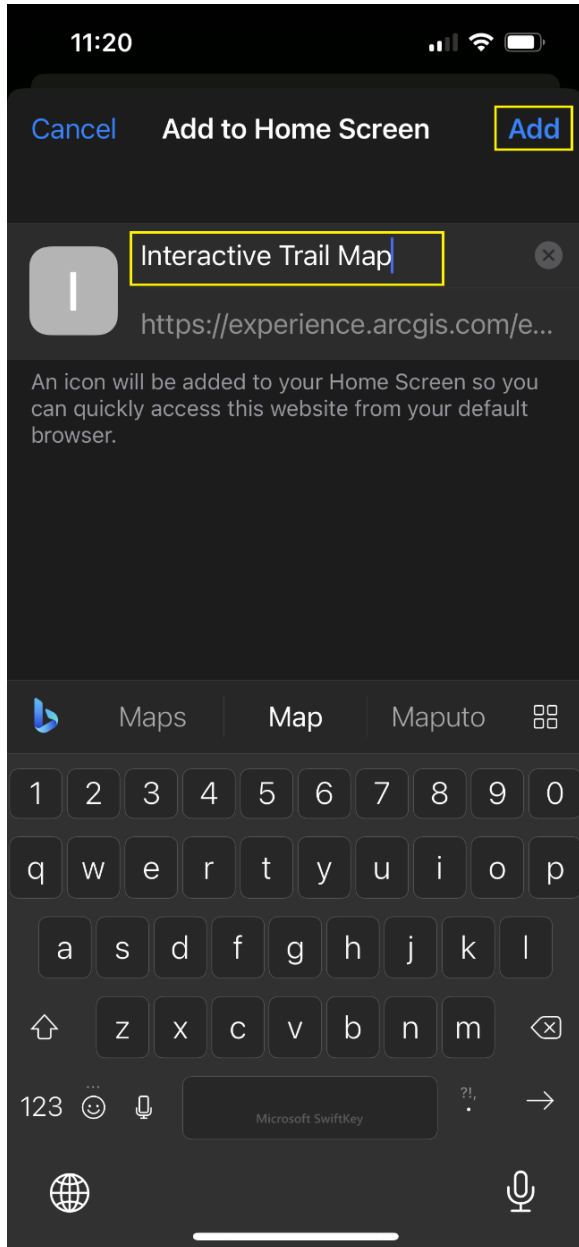 11:20
Cancel Add to Home Screen Add
I
Interactive Trail Map
https://experience.arcgis.com/e...
An icon will be added to your Home Screen so you
can quickly access this website from your default
browser.
Maps Map Maputo
1 2 3 4 5 6 7 8 9 0
q w e r t y u i o p
a s d f g h j k l
z x c v b n m
123 ... ?!, .
Microsoft SwiftKey